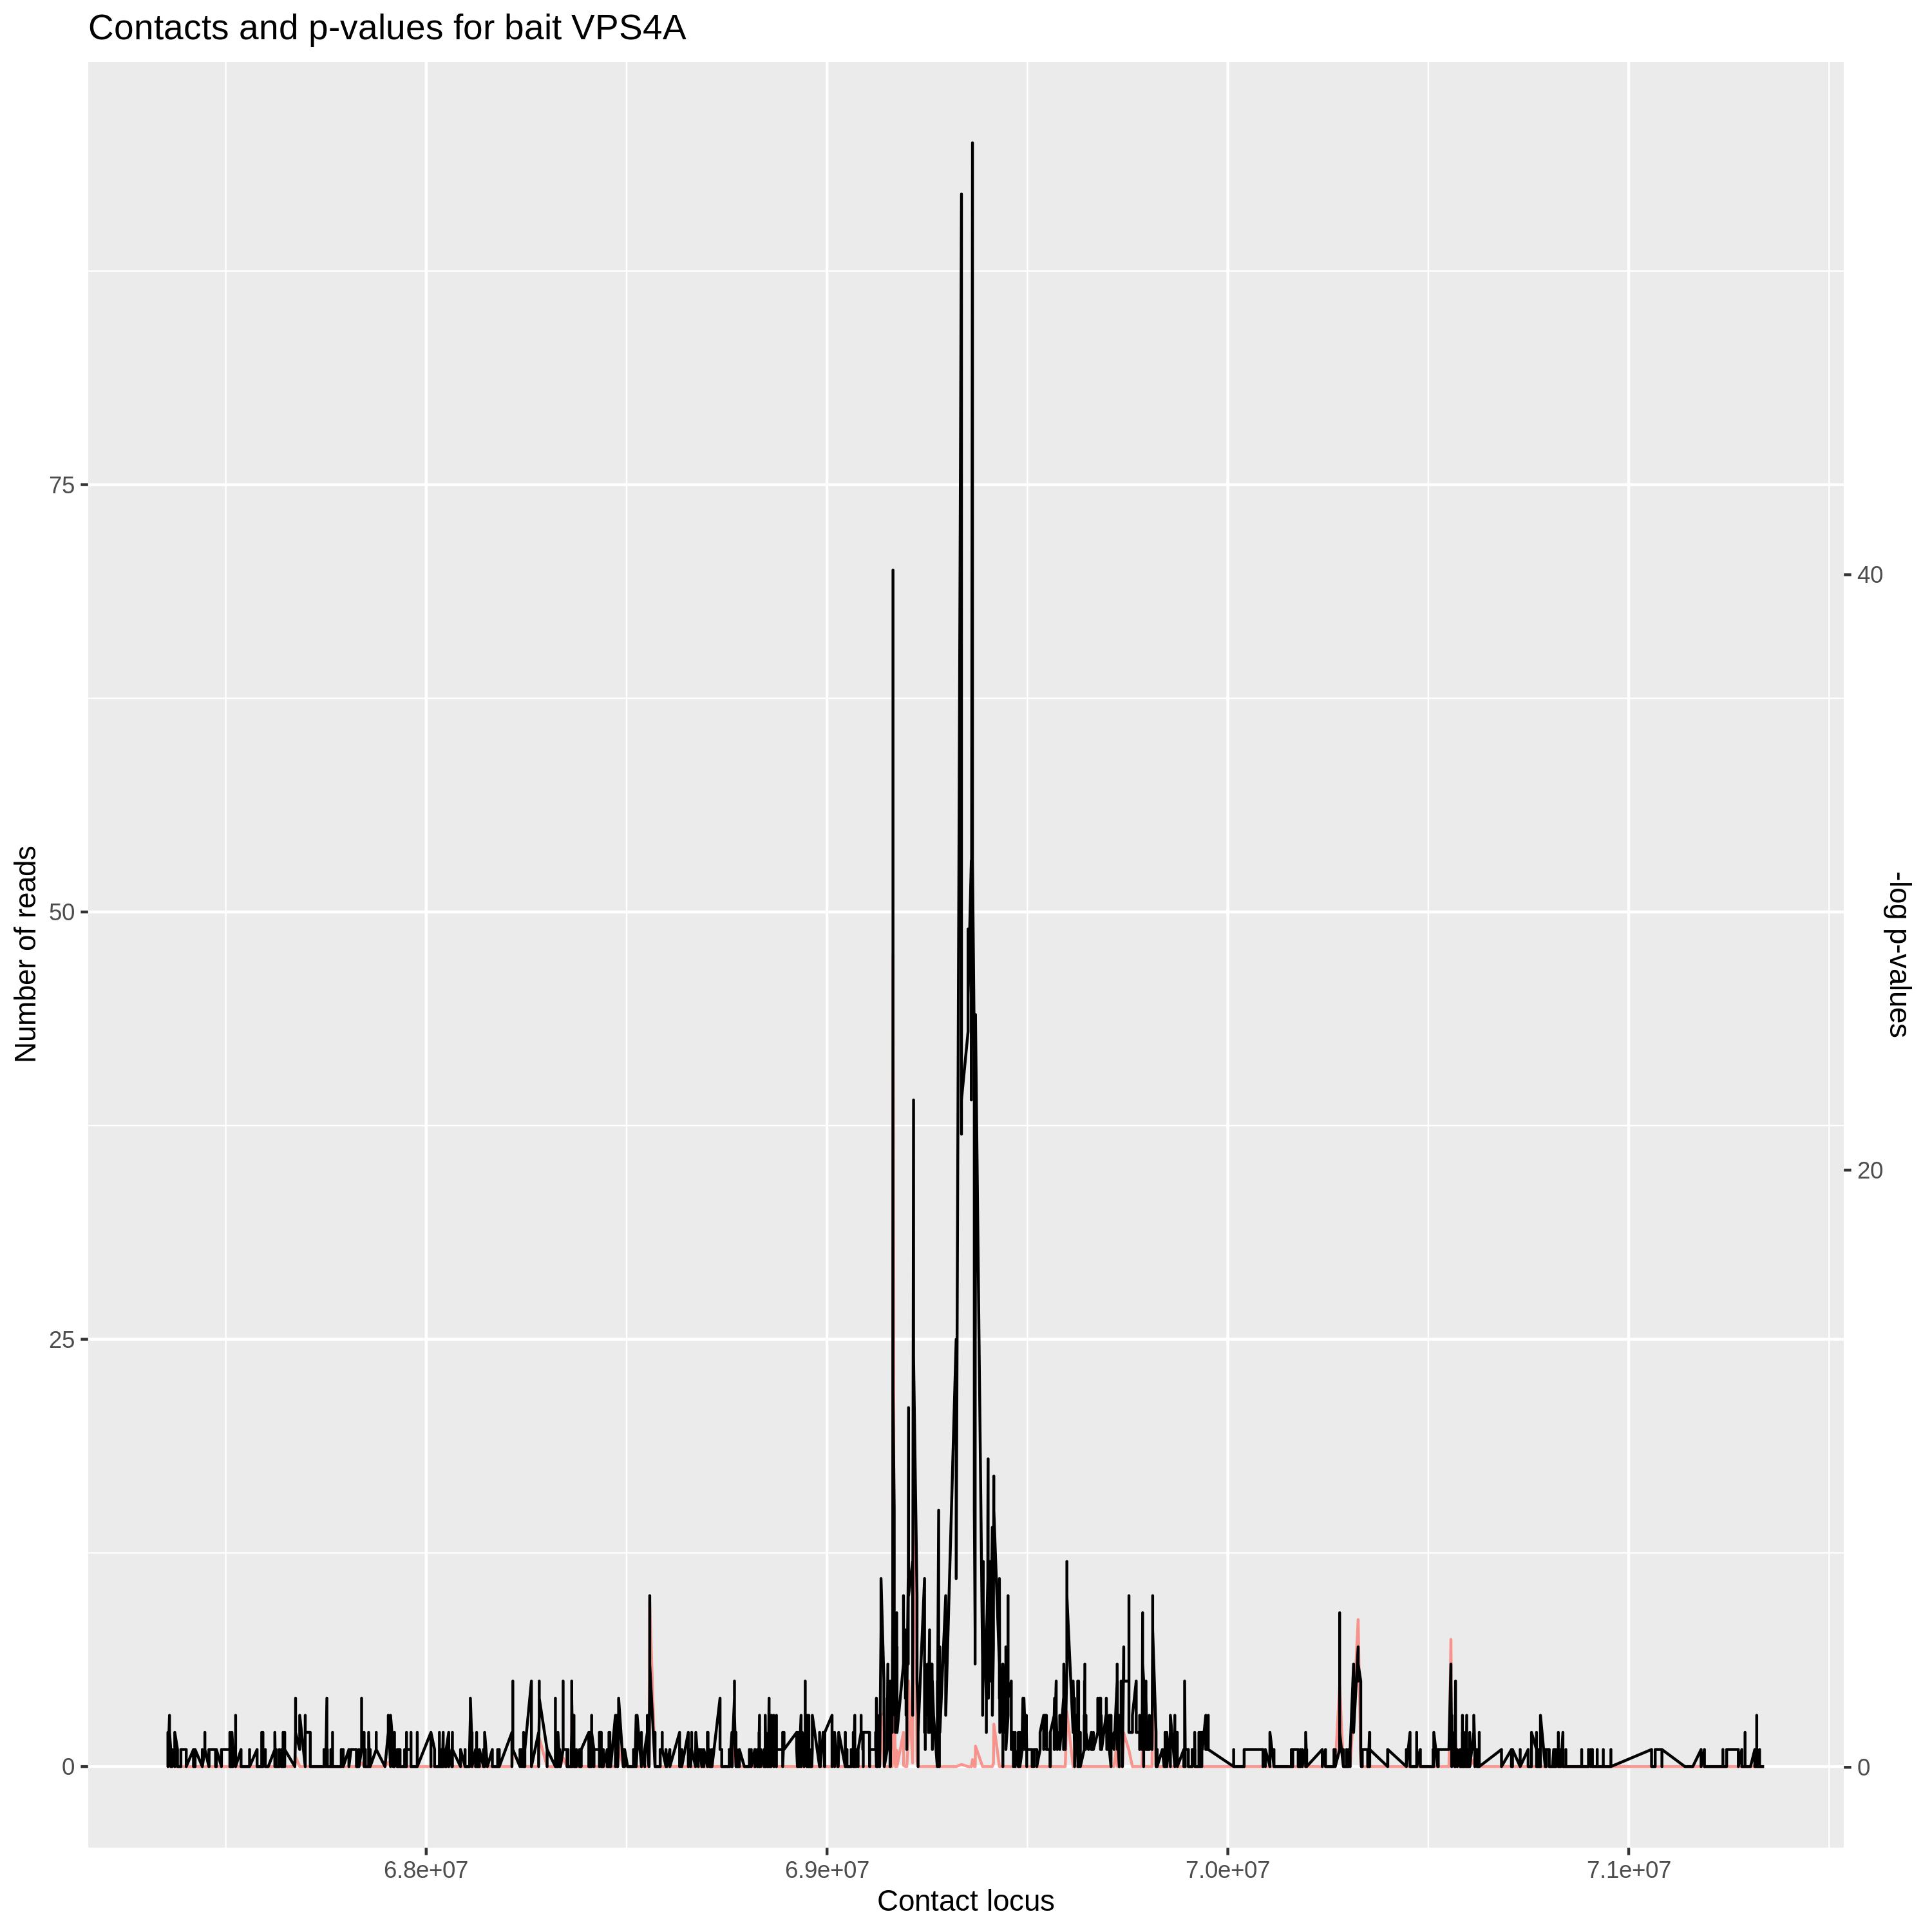 Contacts and p-values for bait VPS4A
75
50
25
0
Number of reads
40
20
0
-log p-values
6.8e+07 6.9e+07 7.0e+07 7.1e+07
Contact locus